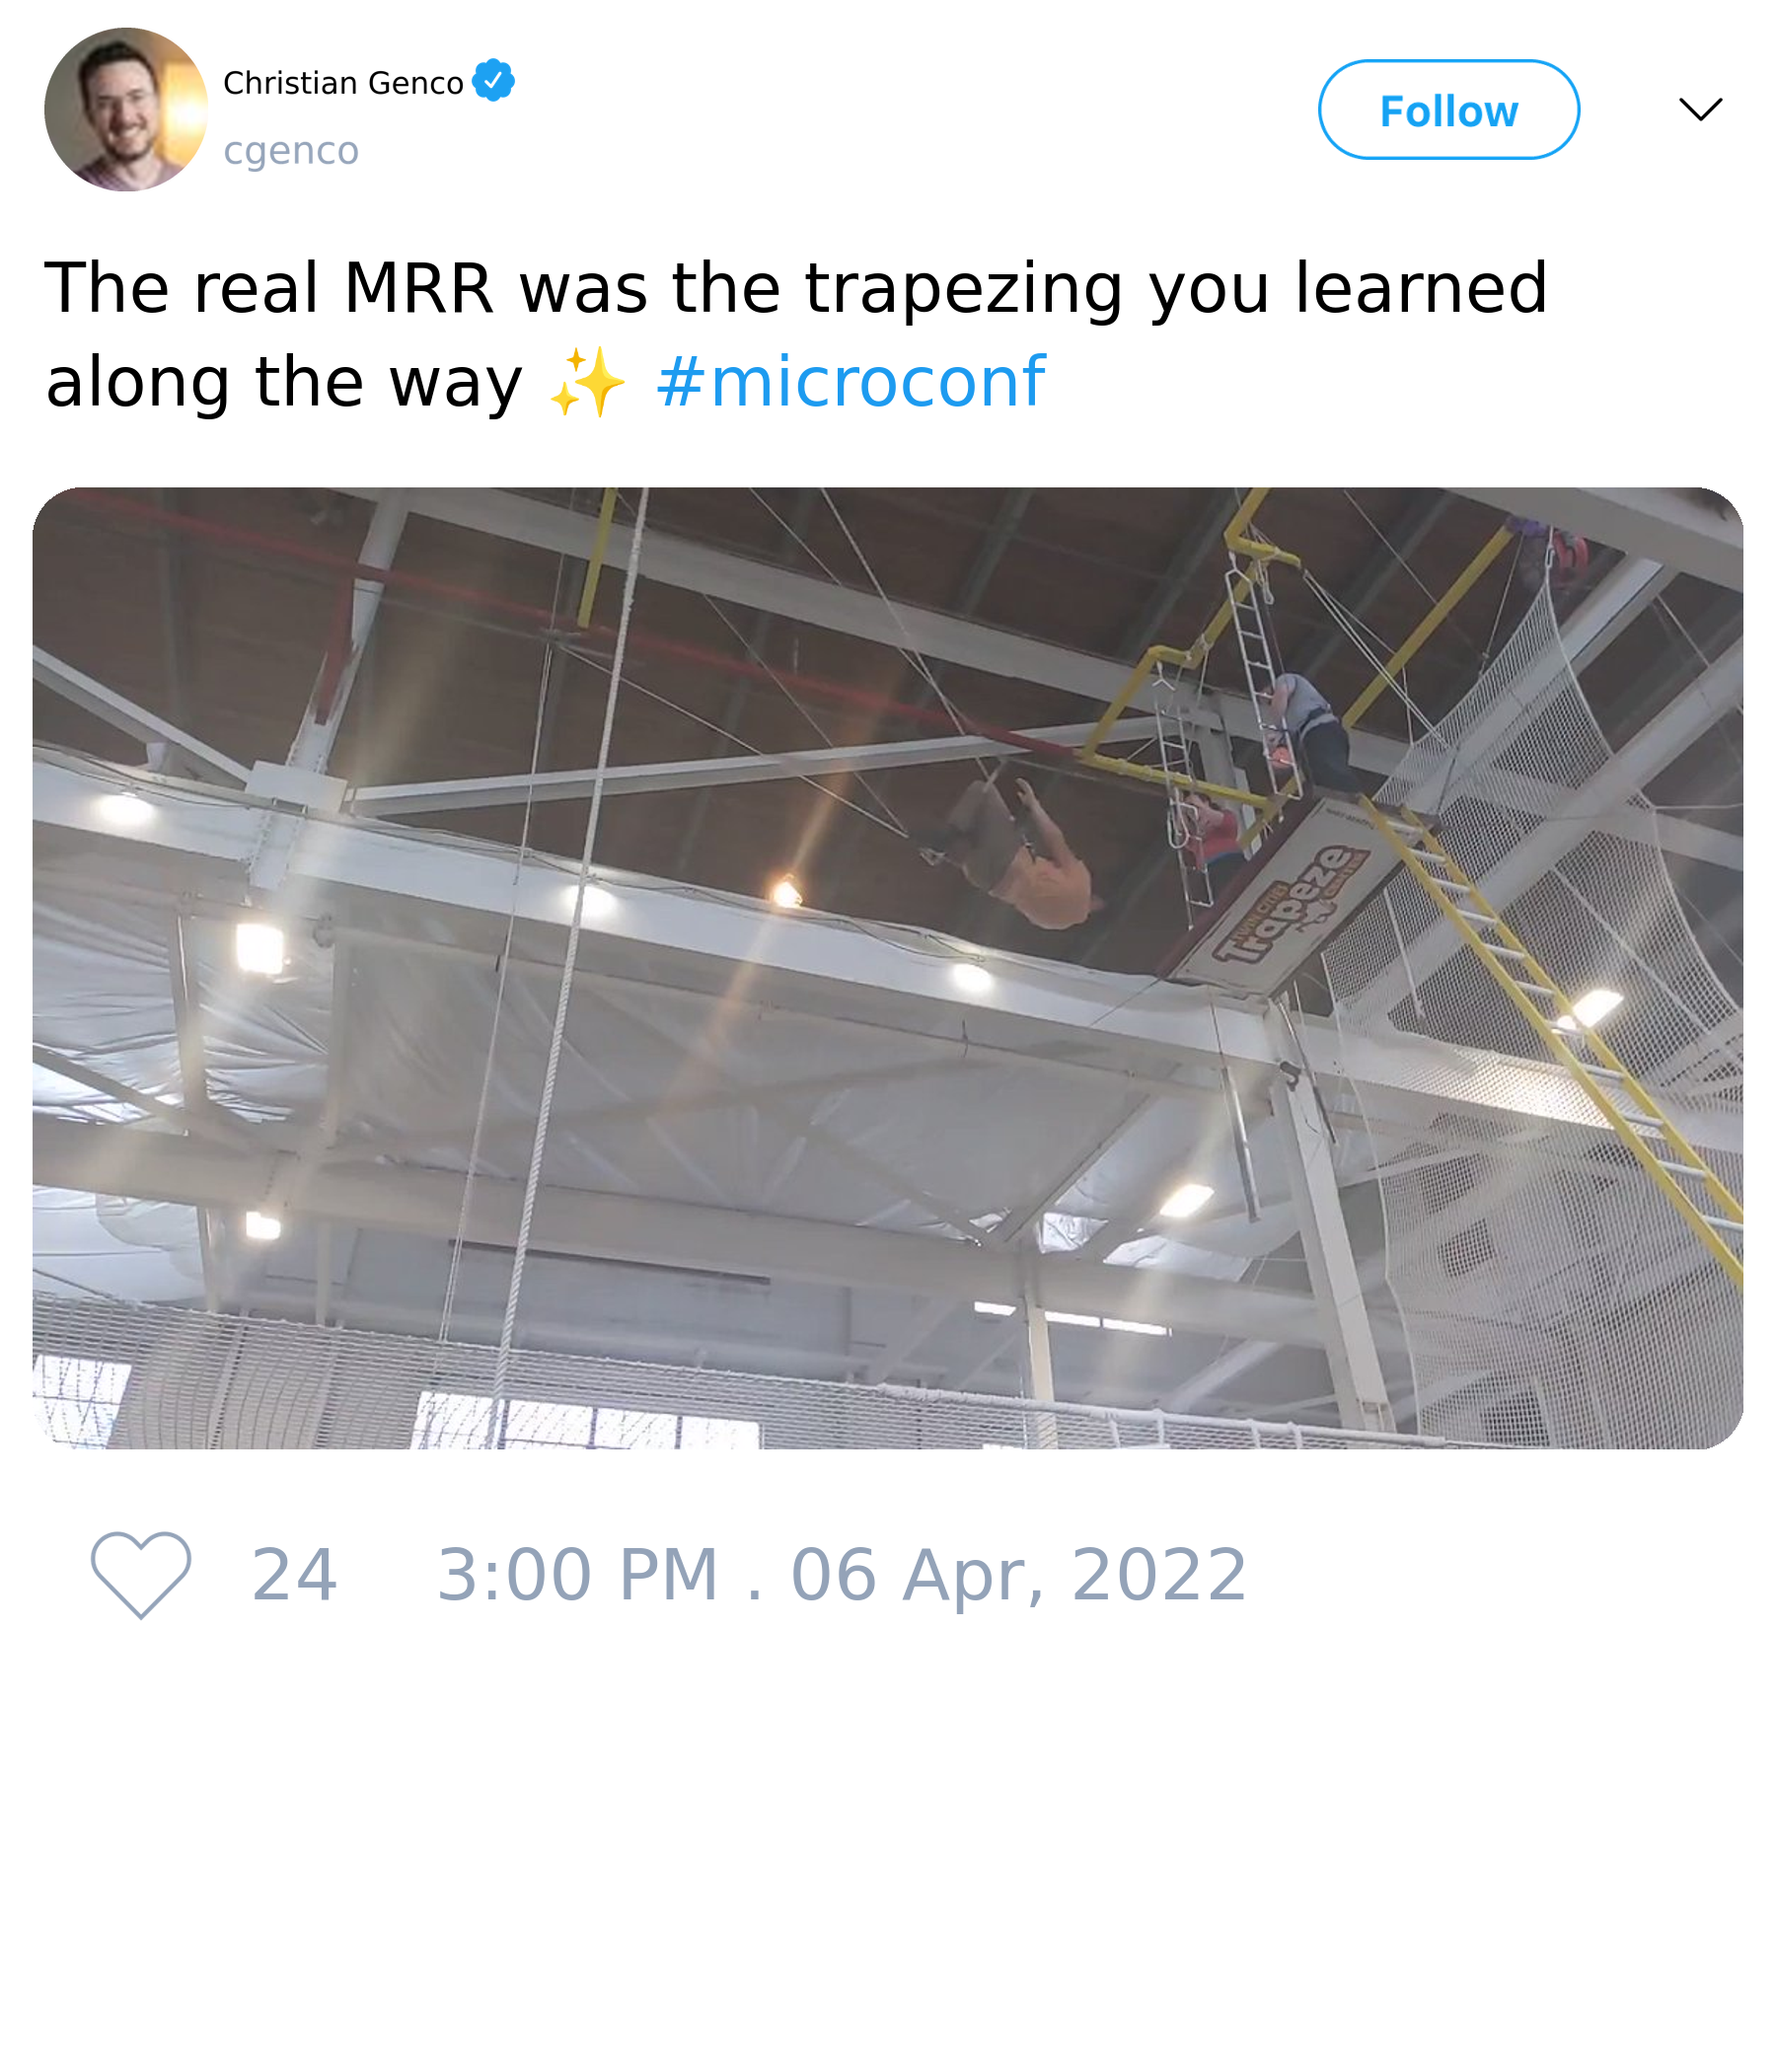 Christian Genco
cgenco
Follow
The real MRR was the trapezing you learned
along the way ✨ #microconf
TWIN CITIES
Trapeze
CENTER
24 3:00 PM . 06 Apr, 2022